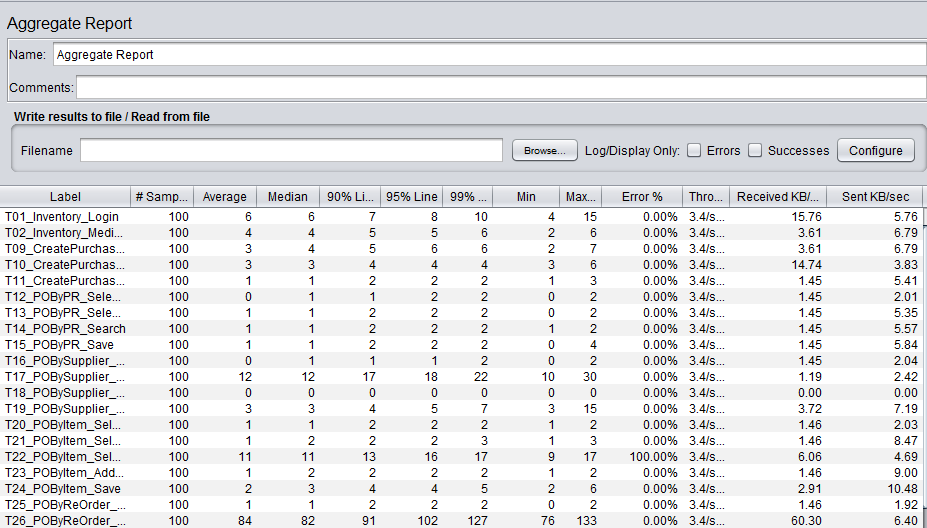 Aggregate Report
Name: Aggregate Report
Comments:
Write results to file / Read from file
Filename Browse... Log/Display Only: Errors Successes Configure
Label # Samp... Average Median 90% Li... 95% Line 99% ... Min Max... Error % Thro... Received KB/... Sent KB/sec
T01_Inventory_Login 100 6 6 7 8 10 4 15 0.00% 3.4/s... 15.76 5.76
T02_Inventory_Medi... 100 4 4 5 5 6 2 6 0.00% 3.4/s... 3.61 6.79
T09_CreatePurchas... 100 3 4 5 6 6 2 7 0.00% 3.4/s... 3.61 6.79
T10_CreatePurchas... 100 3 3 4 4 4 3 6 0.00% 3.4/s... 14.74 3.83
T11_CreatePurchas... 100 1 1 2 2 2 1 3 0.00% 3.4/s... 1.45 5.41
T12_POByPR_Sele... 100 0 1 1 2 2 0 2 0.00% 3.4/s... 1.45 2.01
T13_POByPR_Sele... 100 1 1 2 2 2 0 2 0.00% 3.4/s... 1.45 5.35
T14_POByPR_Search 100 1 1 2 2 2 1 2 0.00% 3.4/s... 1.45 5.57
T15_POByPR_Save 100 1 1 2 2 2 0 4 0.00% 3.4/s... 1.45 5.84
T16_POBySupplier_... 100 0 1 1 1 2 0 2 0.00% 3.4/s... 1.45 2.04
T17_POBySupplier_... 100 12 12 17 18 22 10 30 0.00% 3.4/s... 1.19 2.42
T18_POBySupplier_... 100 0 0 0 0 0 0 0 0.00% 3.4/s... 0.00 0.00
T19_POBySupplier_... 100 3 3 4 5 7 3 15 0.00% 3.4/s... 3.72 7.19
T20_POByItem_Sel... 100 1 1 2 2 2 1 2 0.00% 3.4/s... 1.46 2.03
T21_POByItem_Sel... 100 1 2 2 2 3 1 3 0.00% 3.4/s... 1.46 8.47
T22_POByItem_Sel... 100 11 11 13 16 17 9 17 100.00% 3.4/s... 6.06 4.69
T23_POByItem_Add... 100 1 2 2 2 2 1 2 0.00% 3.4/s... 1.46 9.00
T24_POByItem_Save 100 2 3 4 4 5 2 6 0.00% 3.4/s... 2.91 10.48
T25_POByReOrder_... 100 1 1 2 2 2 0 2 0.00% 3.4/s... 1.46 1.92
T26_POByReOrder_... 100 84 82 91 102 127 76 133 0.00% 3.4/s... 60.30 6.40